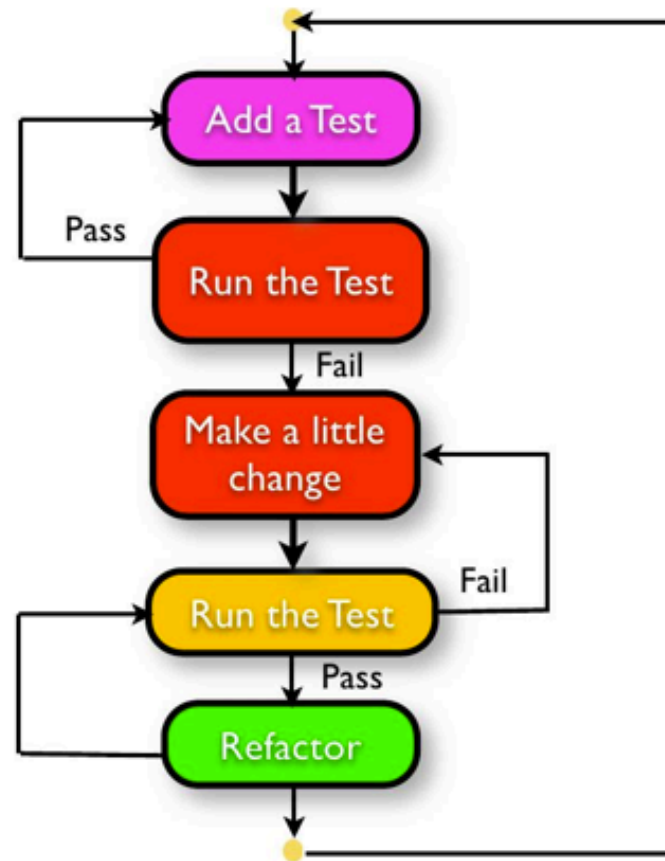 Add a Test
Pass
Run the Test
Fail
Make a little
change
Run the Test
Fail
Pass
Refactor